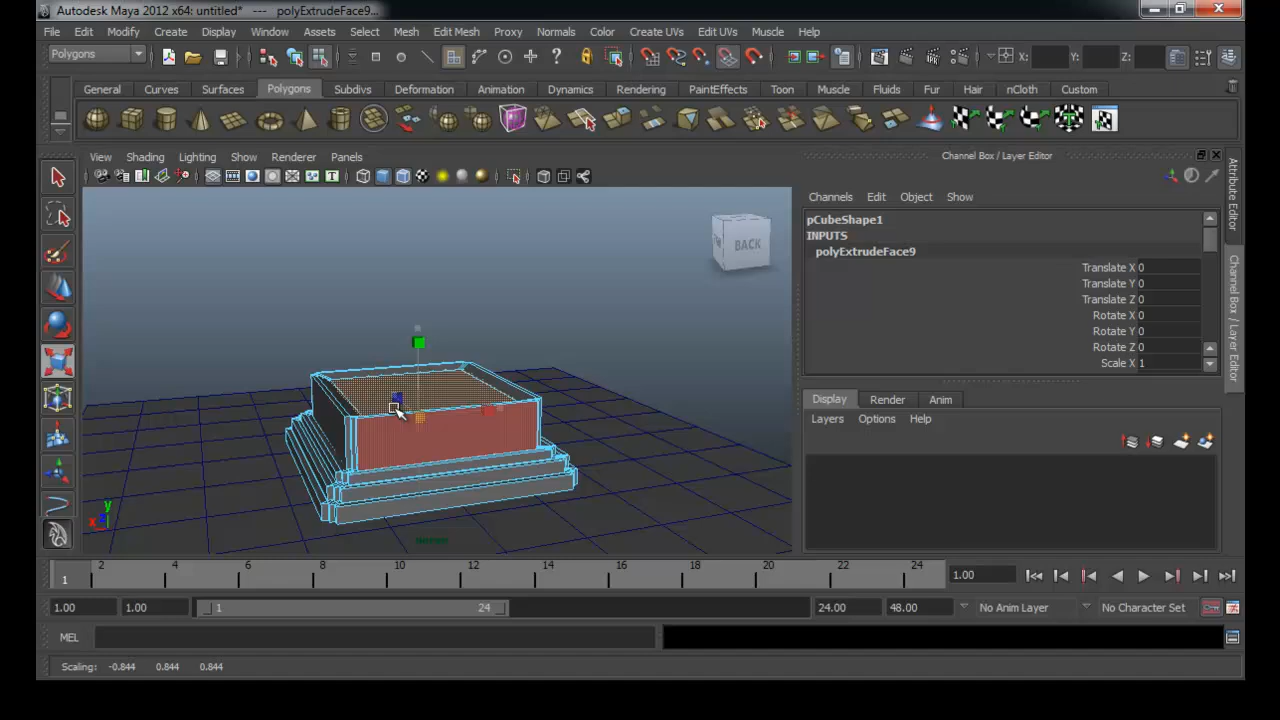 Autodesk Maya 2012 x64: untitled* --- polyExtrudeFace9...
File Edit Modify Create Display Window Assets Select Mesh Edit Mesh Proxy Normals Color Create UVs Edit UVs Muscle Help
Polygons X: Y: Z:
General Curves Surfaces Polygons Subdivs Deformation Animation Dynamics Rendering PaintEffects Toon Muscle Fluids Fur Hair nCloth Custom
View Shading Lighting Show Renderer Panels
Channel Box / Layer Editor
Channels Edit Object Show
pCubeShape1
INPUTS
polyExtrudeFace9
Translate X 0
Translate Y 0
Translate Z 0
Rotate X 0
Rotate Y 0
Rotate Z 0
Scale X 1
Attribute Editor
Channel Box / Layer Editor
BACK
Display Render Anim
Layers Options Help
y
x
1 2 4 6 8 10 12 14 16 18 20 22 24 1.00
1.00 1.00 1 24 24.00 48.00 No Anim Layer No Character Set
MEL
Scaling: -0.844 0.844 0.844